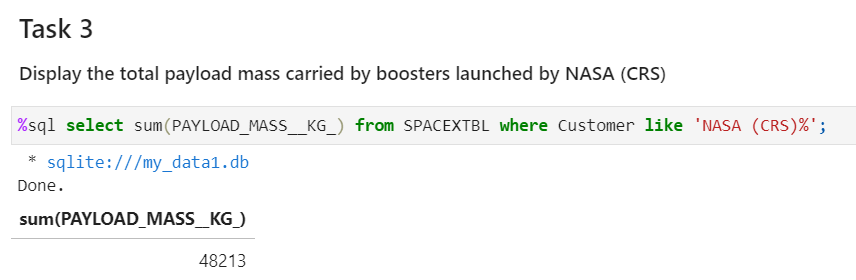 Task 3
Display the total payload mass carried by boosters launched by NASA (CRS)
%sql select sum(PAYLOAD_MASS__KG_) from SPACEXTBL where Customer like 'NASA (CRS)%';
* sqlite:///my_data1.db
Done.
sum(PAYLOAD_MASS__KG_)
48213